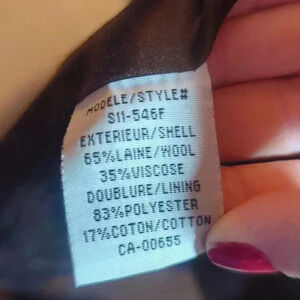 MODELE/STYLE#
S11-546F
EXTERIEUR/SHELL
65%LAINE/WOOL
35%VISCOSE
DOUBLURE/LINING
83%POLYESTER
17%COTON/COTTON
CA-00655